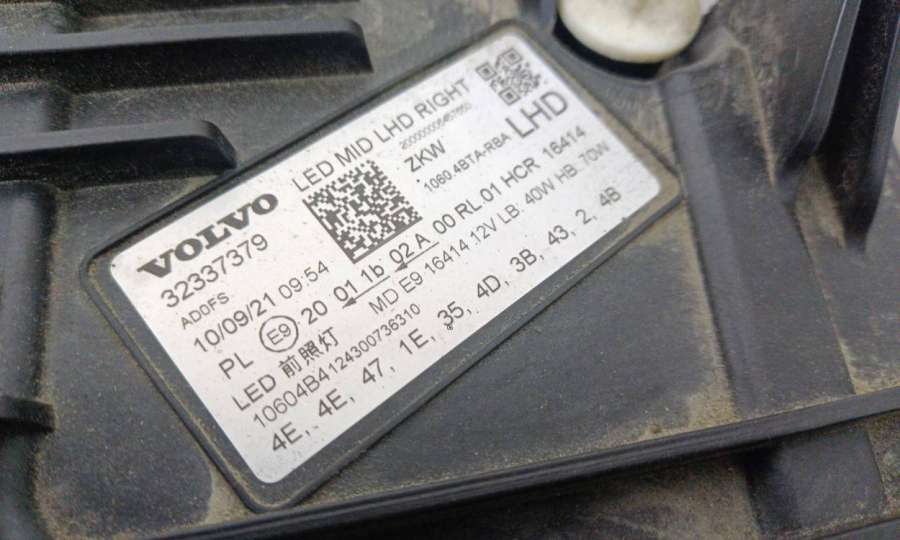 VOLVO LED MID LHD RIGHT
32337379
AD0FS
ZKW
1060.4BTA-RBA
LHD
10/09/21 09:54
PL E9 20 01 1b 02 A 00 RL 01 HCR 16414
MD E9 16414 12V LB: 40W HB: 70W
LED 前照灯
10604B4124300736310
4E, 4E, 47, 1E, 35, 4D, 3B, 43, 2, 4B